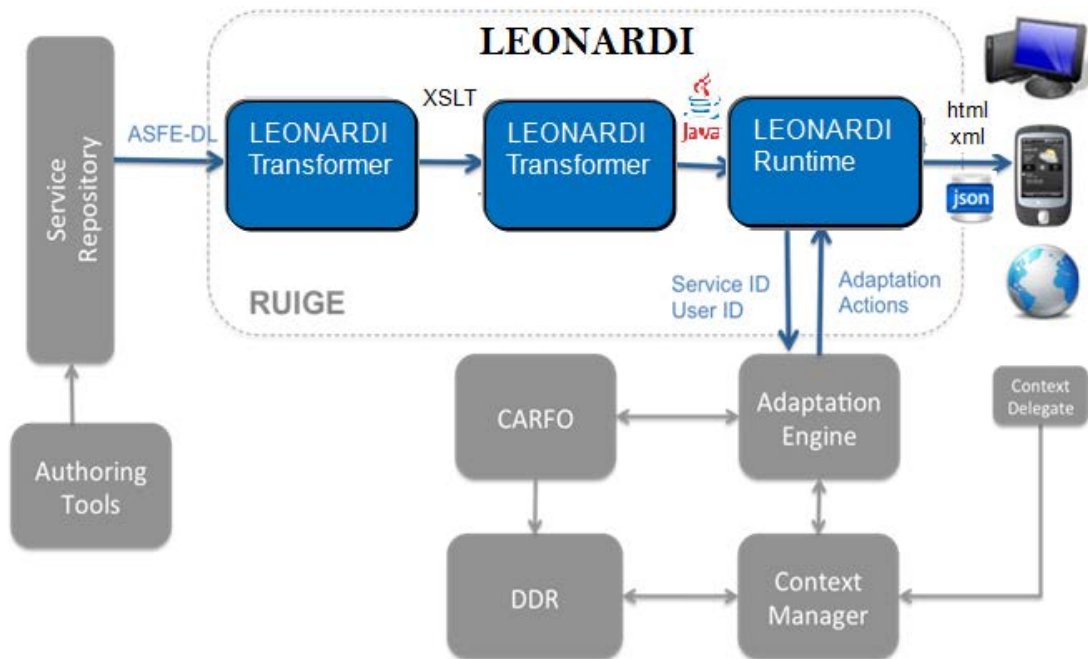 LEONARDI
XSLT
Java
html
xml
json
ASFE-DL
LEONARDI
Transformer
LEONARDI
Transformer
LEONARDI
Runtime
Service
Repository
RUIGE
Service ID
User ID
Adaptation
Actions
Authoring
Tools
CARFO
Adaptation
Engine
Context
Delegate
DDR
Context
Manager